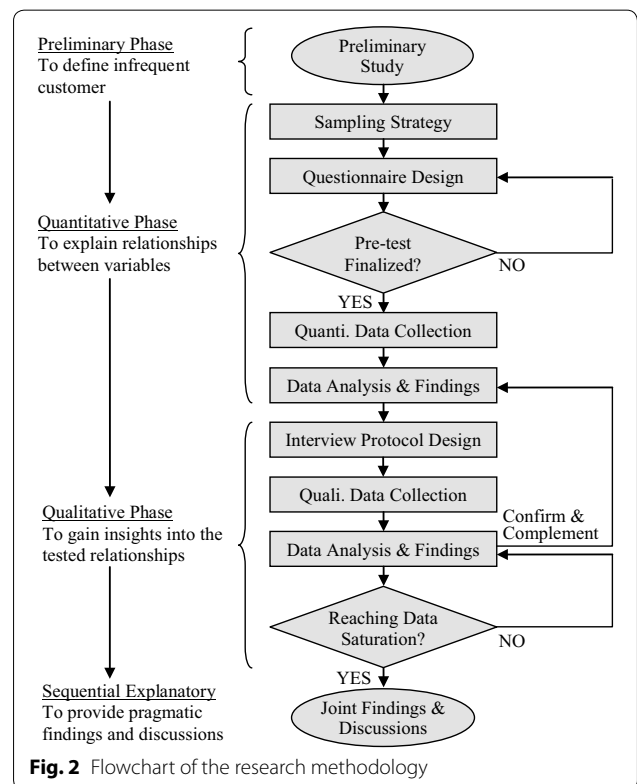 Preliminary Phase
To define infrequent
customer
Preliminary
Study
Sampling Strategy
Questionnaire Design
Quantitative Phase
To explain relationships
between variables
Pre-test
Finalized?
NO
YES
Quanti. Data Collection
Data Analysis & Findings
Interview Protocol Design
Qualitative Phase
To gain insights into the
tested relationships
Quali. Data Collection
Confirm &
Complement
Data Analysis & Findings
Reaching Data
Saturation?
NO
YES
Sequential Explanatory
To provide pragmatic
findings and discussions
Joint Findings &
Discussions
Fig. 2 Flowchart of the research methodology